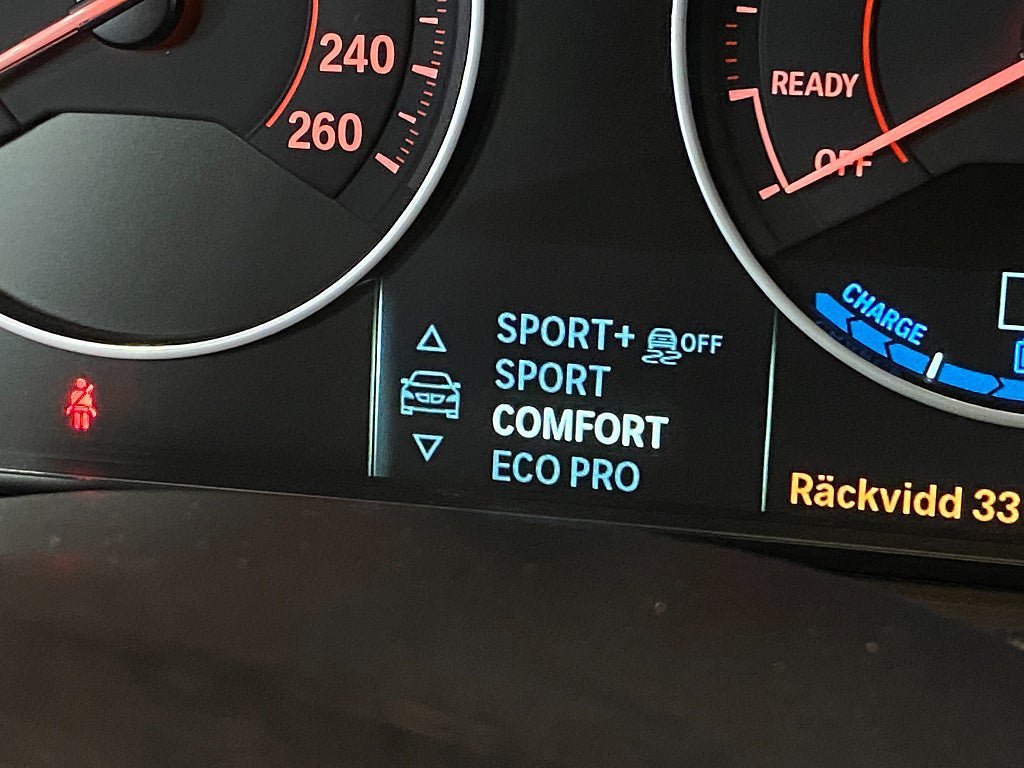 240
260
READY
OFF
CHARGE
SPORT+ OFF
SPORT
COMFORT
ECO PRO
Räckvidd 33